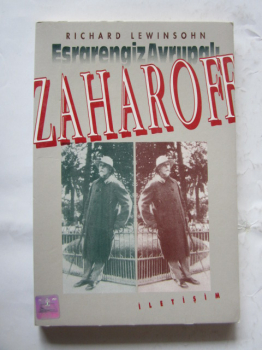 RICHARD LEWINSOHN
Esrarengiz Avrupalı
ZAHAROFF
İLETİŞİM